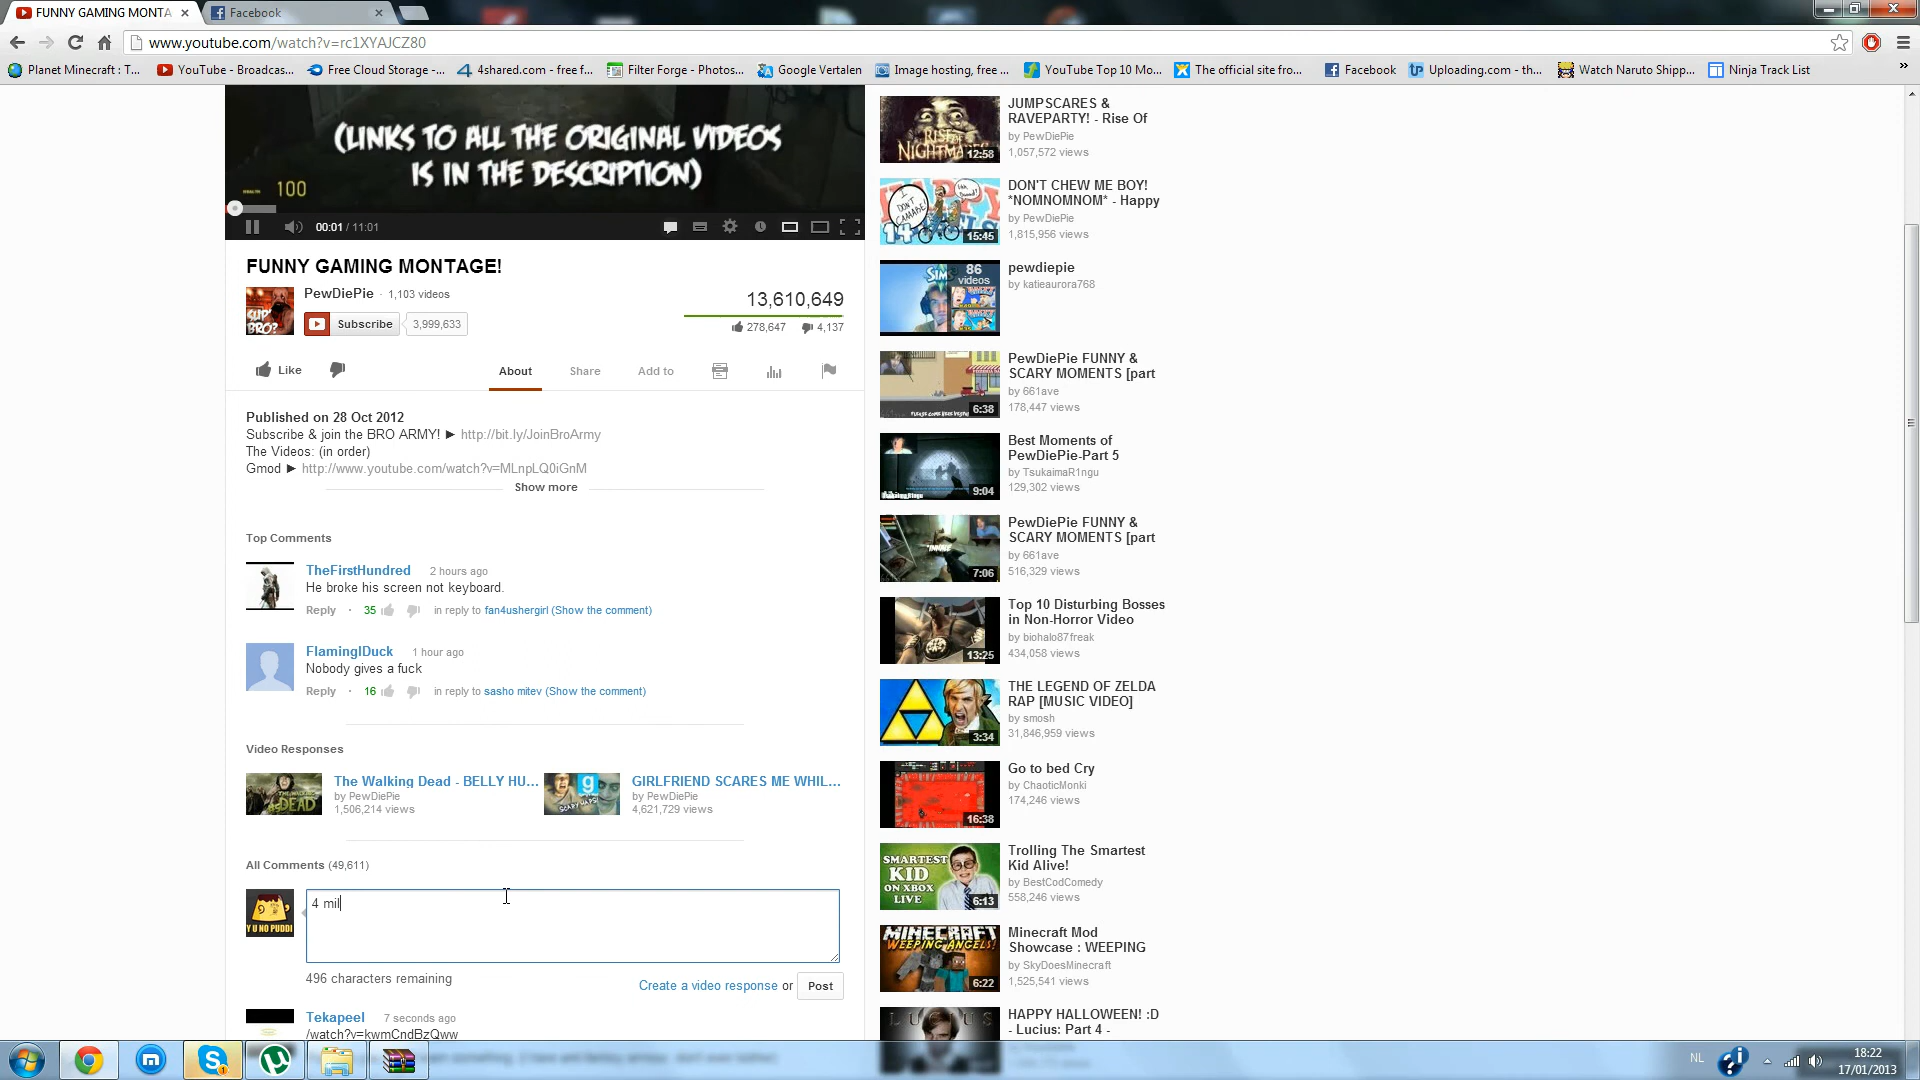 FUNNY GAMING MONTA
Facebook
www.youtube.com/watch?v=rc1XYAJCZ80
Planet Minecraft : T...
YouTube - Broadcas...
Free Cloud Storage -...
4shared.com - free f...
Filter Forge - Photos...
Google Vertalen
Image hosting, free ...
YouTube Top 10 Mo...
The official site fro...
Facebook
Uploading.com - th...
Watch Naruto Shipp...
Ninja Track List
(LINKS TO ALL THE ORIGINAL VIDEOS
IS IN THE DESCRIPTION)
100
00:01 / 11:01
FUNNY GAMING MONTAGE!
PewDiePie · 1,103 videos
Subscribe 3,999,633
13,610,649
278,647 4,137
Like
About
Share
Add to
Published on 28 Oct 2012
Subscribe & join the BRO ARMY! ► http://bit.ly/JoinBroArmy
The Videos: (in order)
Gmod ► http://www.youtube.com/watch?v=MLnpLQ0iGnM
Show more
Top Comments
TheFirstHundred 2 hours ago
He broke his screen not keyboard.
Reply · 35 in reply to fan4ushergirl (Show the comment)
FlamingIDuck 1 hour ago
Nobody gives a fuck
Reply · 16 in reply to sasho mitev (Show the comment)
Video Responses
The Walking Dead - BELLY HU...
by PewDiePie
1,506,214 views
GIRLFRIEND SCARES ME WHIL...
by PewDiePie
4,621,729 views
All Comments (49,611)
Y U NO PUDDI
4 mil
496 characters remaining
Create a video response or Post
Tekapeel 7 seconds ago
/watch?v=kwmCndBzQww
JUMPSCARES &
RAVEPARTY! - Rise Of
by PewDiePie
1,057,572 views
12:58
DON'T CHEW ME BOY!
*NOMNOMNOM* - Happy
by PewDiePie
1,815,956 views
14
15:45
pewdiepie
by katieaurora768
86
videos
PewDiePie FUNNY &
SCARY MOMENTS [part
by 661ave
178,447 views
6:38
Best Moments of
PewDiePie-Part 5
by TsukaimaR1ngu
129,302 views
9:04
PewDiePie FUNNY &
SCARY MOMENTS [part
by 661ave
516,329 views
7:06
Top 10 Disturbing Bosses
in Non-Horror Video
by biohalo87freak
434,058 views
13:25
THE LEGEND OF ZELDA
RAP [MUSIC VIDEO]
by smosh
31,846,959 views
3:34
Go to bed Cry
by ChaoticMonki
174,246 views
16:38
Trolling The Smartest
Kid Alive!
by BestCodComedy
558,246 views
SMARTEST
KID
ON XBOX
LIVE
6:13
Minecraft Mod
Showcase : WEEPING
by SkyDoesMinecraft
1,525,541 views
MINECRAFT
WEEPING ANGELS!
6:22
HAPPY HALLOWEEN! :D
- Lucius: Part 4 -
LUCIUS
NL
18:22
17/01/2013